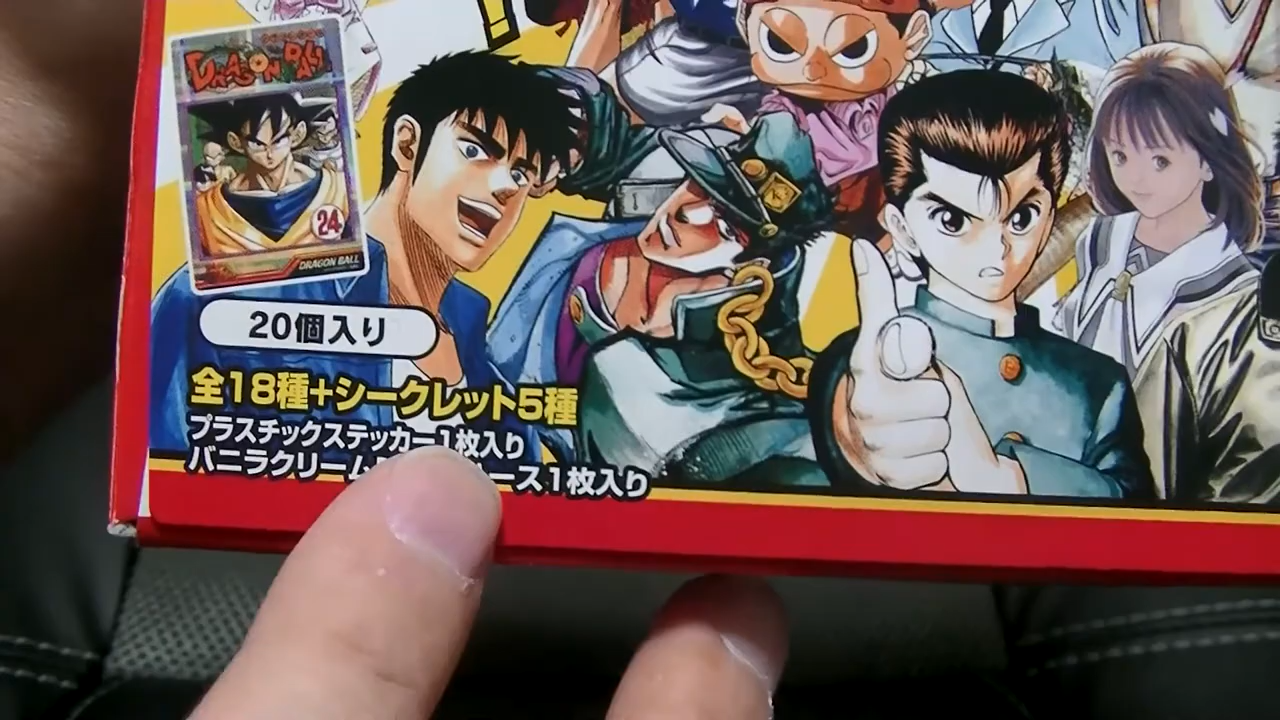 DRAGON BALL
24
DRAGON BALL
20個入り
全18種+シークレット5種
プラスチックステッカー1枚入り
バニラクリーム ース1枚入り